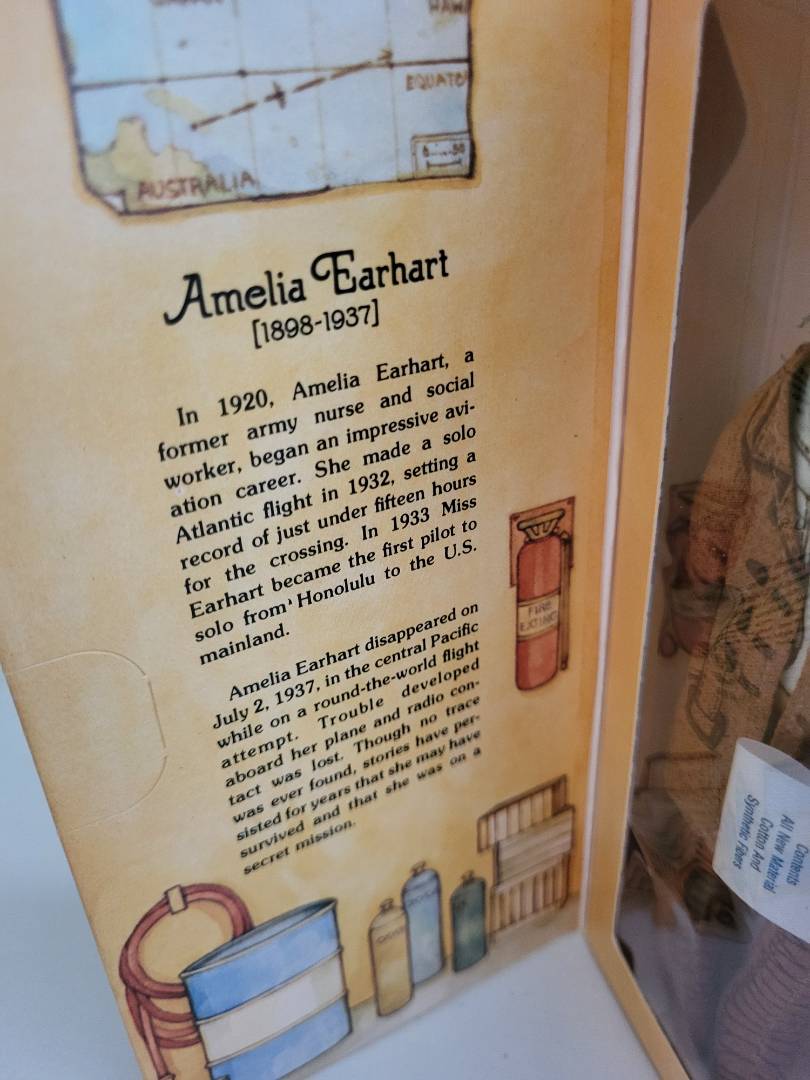 HAWA
EQUATO
AUSTRALIA
Amelia Earhart
[1898-1937]
In 1920, Amelia Earhart, a
former army nurse and social
worker, began an impressive avi-
ation career. She made a solo
Atlantic flight in 1932, setting a
record of just under fifteen hours
for the crossing. In 1933 Miss
Earhart became the first pilot to
solo from Honolulu to the U.S.
mainland.
Amelia Earhart disappeared on
July 2, 1937, in the central Pacific
while on a round-the-world flight
attempt. Trouble developed
aboard her plane and radio con-
tact was lost. Though no trace
was ever found, stories have per-
sisted for years that she may have
survived and that she was on a
secret mission.
FIRE
Contents
All New Material
Cotton And
Synthetic Fibers